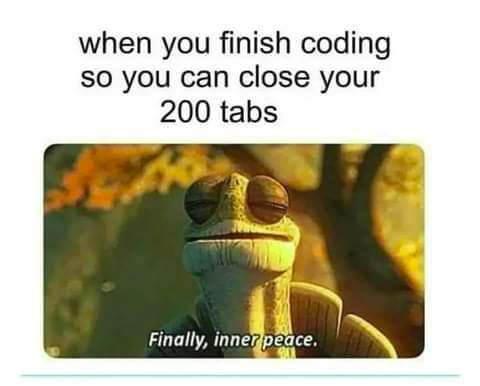 when you finish coding
so you can close your
200 tabs
Finally, inner peace.